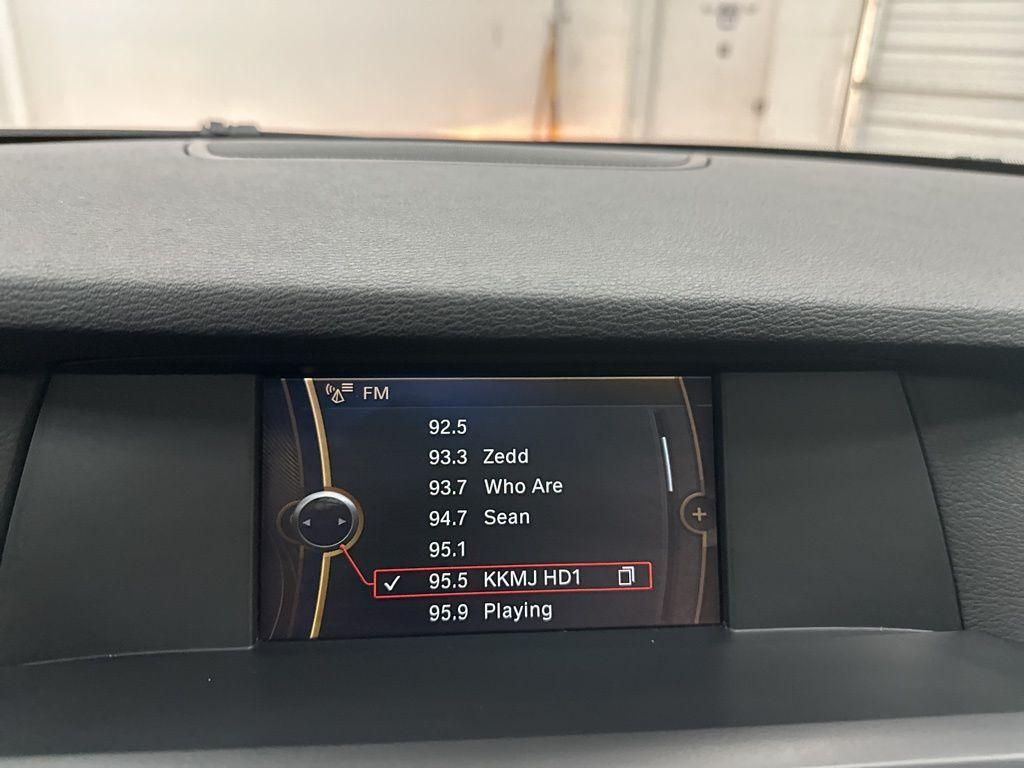 FM
92.5
93.3 Zedd
93.7 Who Are
94.7 Sean
95.1
95.5 KKMJ HD1
95.9 Playing